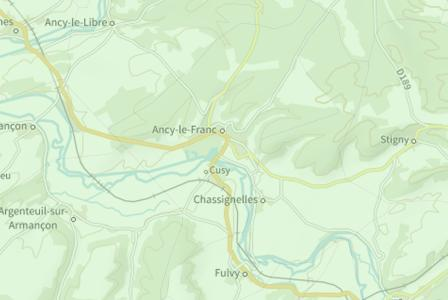 Ancy-le-Libre
D189
Ancy-le-Franc
Stigny
Cusy
Chassignelles
Argenteuil-sur-
Armançon
Fulvy